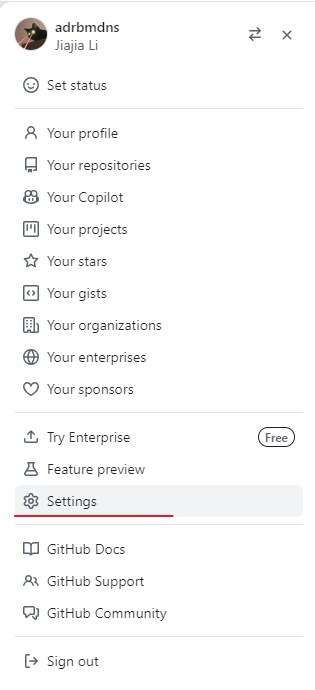 adrbmdns
Jiajia Li
Set status
Your profile
Your repositories
Your Copilot
Your projects
Your stars
Your gists
Your organizations
Your enterprises
Your sponsors
Try Enterprise Free
Feature preview
Settings
GitHub Docs
GitHub Support
GitHub Community
Sign out